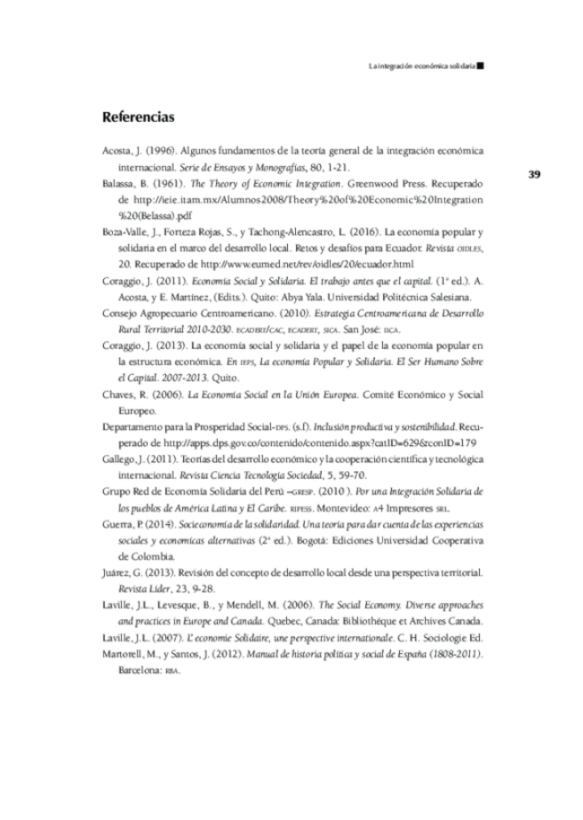 La integración económica solidaria
Referencias
39
Acosta, J. (1996). Algunos fundamentos de la teoría general de la integración económica
internacional. Serie de Ensayos y Monografías, 80, 1-21.
Balassa, B. (1961). The Theory of Economic Integration. Greenwood Press. Recuperado
de http://ieie.itam.mx/Alumnos2008/Theory%20of%20Economic%20Integration
%20(Belassa).pdf
Boza-Valle, J., Forteza Rojas, S., y Tachong-Alencastro, L. (2016). La economía popular y
solidaria en el marco del desarrollo local. Retos y desafíos para Ecuador. Revista OIDLES,
20. Recuperado de http://www.eumed.net/rev/oidles/20/ecuador.html
Coraggio, J. (2011). Economía Social y Solidaria. El trabajo antes que el capital. (1ª ed.). A.
Acosta, y E. Martínez, (Edits.). Quito: Abya Yala. Universidad Politécnica Salesiana.
Consejo Agropecuario Centroamericano. (2010). Estrategia Centroamericana de Desarrollo
Rural Territorial 2010-2030. ECADERT/CAC, ECADERT, SICA. San José: IICA.
Coraggio, J. (2013). La economía social y solidaria y el papel de la economía popular en
la estructura económica. En IEPS, La economía Popular y Solidaria. El Ser Humano Sobre
el Capital. 2007-2013. Quito.
Chaves, R. (2006). La Economía Social en la Unión Europea. Comité Económico y Social
Europeo.
Departamento para la Prosperidad Social-DPS. (s.f). Inclusión productiva y sostenibilidad. Recu-
perado de http://apps.dps.gov.co/contenido/contenido.aspx?catID=629&conID=179
Gallego, J. (2011). Teorías del desarrollo económico y la cooperación científica y tecnológica
internacional. Revista Ciencia Tecnología Sociedad, 5, 59-70.
Grupo Red de Economía Solidaria del Perú –GRESP. (2010 ). Por una Integración Solidaria de
los pueblos de América Latina y El Caribe. RIPESS. Montevideo: A4 Impresores SRL.
Guerra, P. (2014). Socieconomía de la solidaridad. Una teoría para dar cuenta de las experiencias
sociales y economicas alternativas (2ª ed.). Bogotá: Ediciones Universidad Cooperativa
de Colombia.
Juárez, G. (2013). Revisión del concepto de desarrollo local desde una perspectiva territorial.
Revista Líder, 23, 9-28.
Laville, J.L., Levesque, B., y Mendell, M. (2006). The Social Economy. Diverse approaches
and practices in Europe and Canada. Quebec, Canada: Bibliothéque et Archives Canada.
Laville, J.L. (2007). L' economie Solidaire, une perspective internationale. C. H. Sociologie Ed.
Martorell, M., y Santos, J. (2012). Manual de historia política y social de España (1808-2011).
Barcelona: RBA.